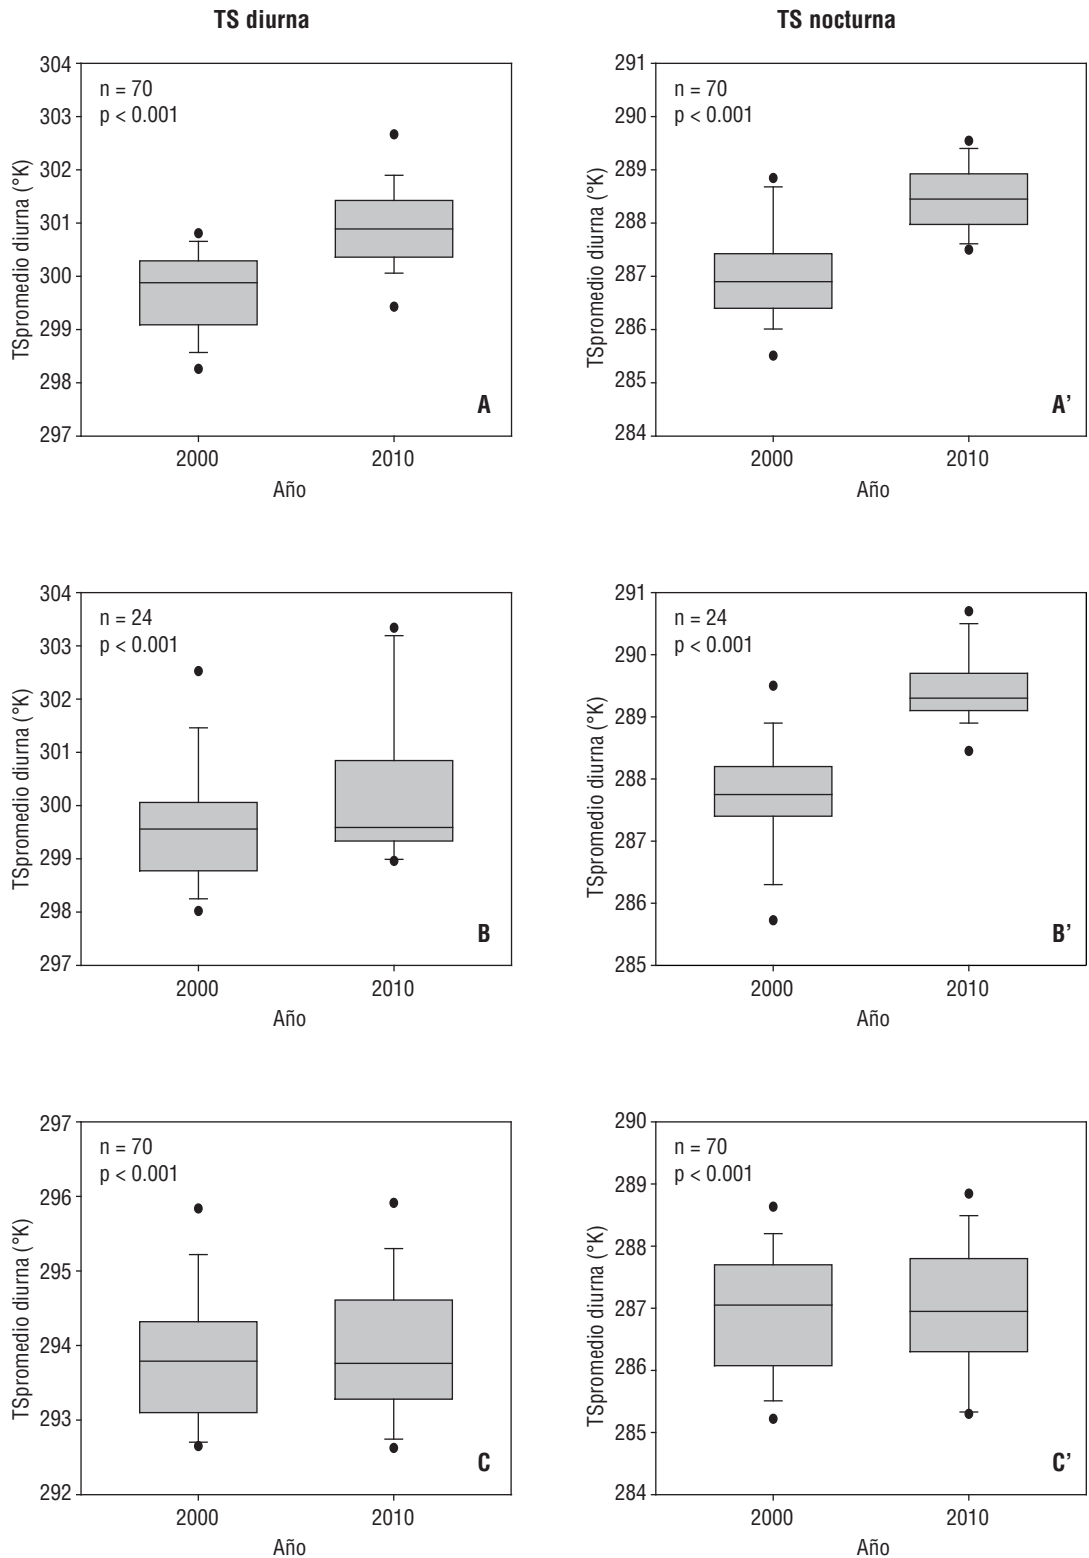 TS diurna
TS nocturna
n = 70
p < 0.001
TSpromedio diurna (°K)
304
303
302
301
300
299
298
297
2000
2010
Año
A
n = 70
p < 0.001
TSpromedio diurna (°K)
291
290
289
288
287
286
285
284
2000
2010
Año
A’
n = 24
p < 0.001
TSpromedio diurna (°K)
304
303
302
301
300
299
298
297
2000
2010
Año
B
n = 24
p < 0.001
TSpromedio diurna (°K)
291
290
289
288
287
286
285
2000
2010
Año
B’
n = 70
p < 0.001
TSpromedio diurna (°K)
297
296
295
294
293
292
2000
2010
Año
C
n = 70
p < 0.001
TSpromedio diurna (°K)
290
289
288
287
286
285
284
2000
2010
Año
C’